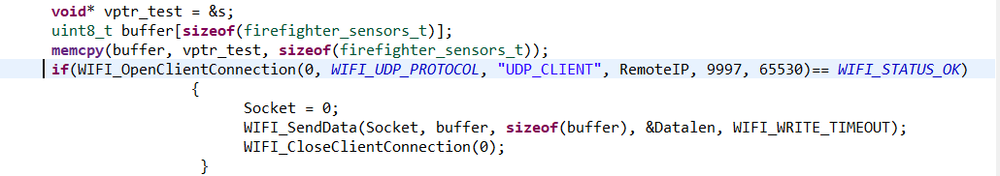 void* vptr_test = &s;
uint8_t buffer[sizeof(firefighter_sensors_t)];
memcpy(buffer, vptr_test, sizeof(firefighter_sensors_t));
if(WIFI_OpenClientConnection(0, WIFI_UDP_PROTOCOL, "UDP_CLIENT", RemoteIP, 9997, 65530)== WIFI_STATUS_OK)
{
Socket = 0;
WIFI_SendData(Socket, buffer, sizeof(buffer), &Datalen, WIFI_WRITE_TIMEOUT);
WIFI_CloseClientConnection(0);
}